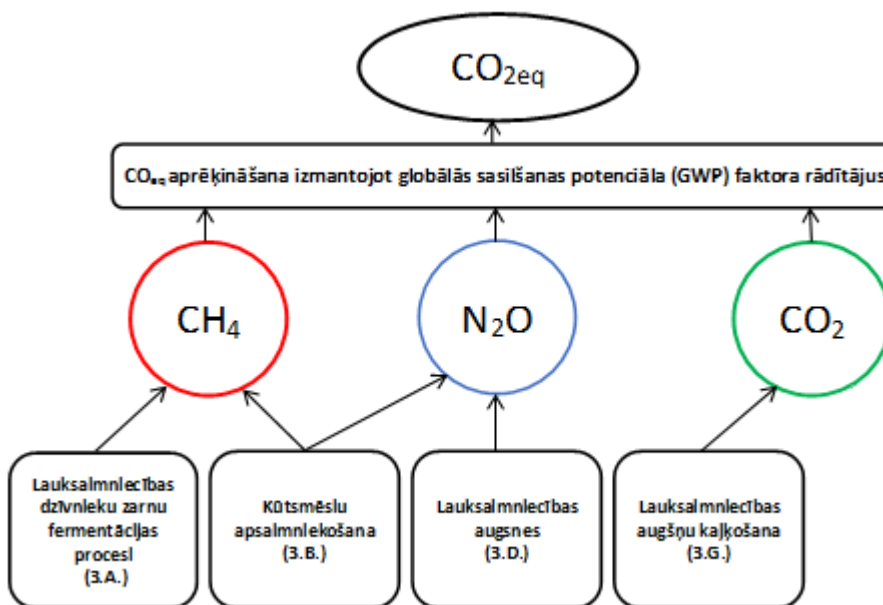 CO₂eq
COeq aprēķināšana izmantojot globālās sasilšanas potenciāla (GWP) faktora rādītājus
CH₄
N₂O
CO₂
Lauksaimniecības
dzīvnieku zarnu
fermentācijas
procesi
(3.A.)
Kūtsmēslu
apsaimniekošana
(3.B.)
Lauksaimniecības
augsnes
(3.D.)
Lauksaimniecības
augšņu kaļķošana
(3.G.)